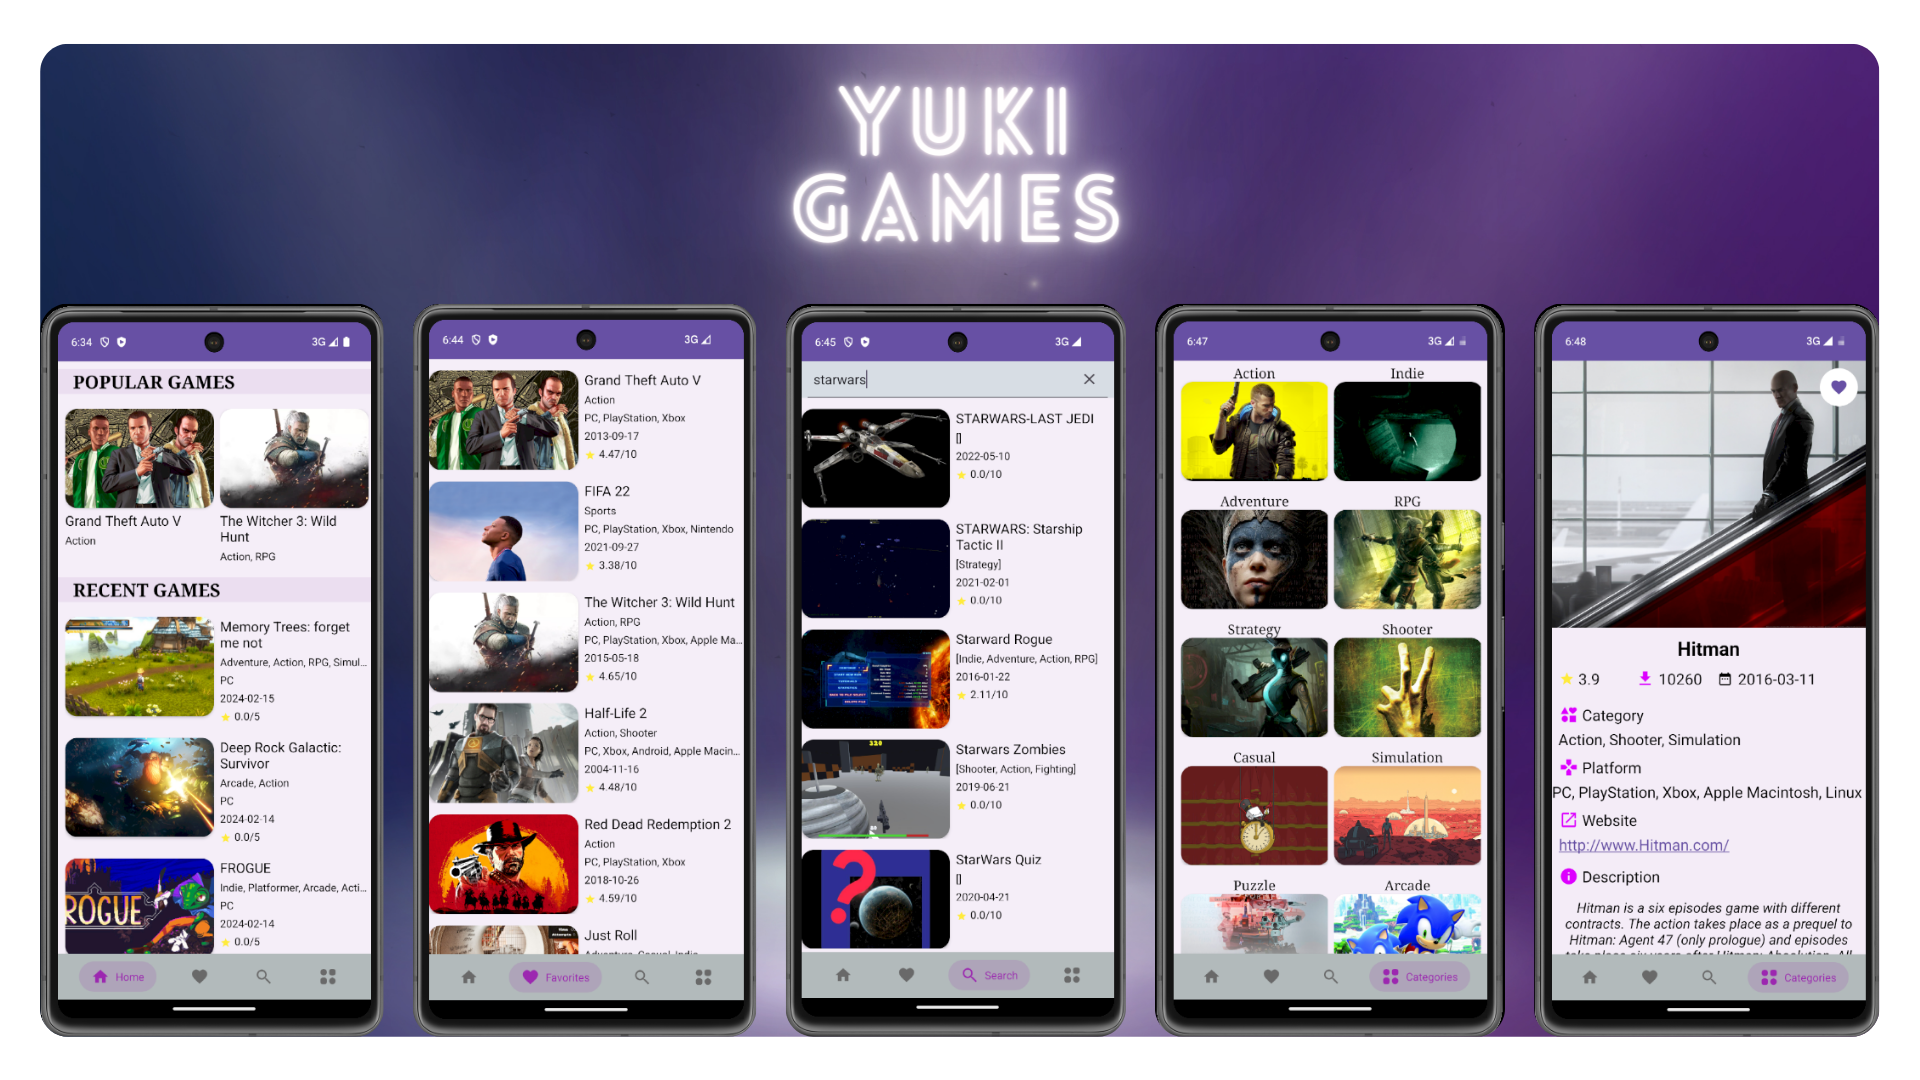 YUKI
GAMES
6:34
3G
POPULAR GAMES
Grand Theft Auto V
Action
The Witcher 3: Wild
Hunt
Action, RPG
RECENT GAMES
Memory Trees: forget
me not
Adventure, Action, RPG, Simul...
PC
2024-02-15
0.0/5
Deep Rock Galactic:
Survivor
Arcade, Action
PC
2024-02-14
0.0/5
ROGUE
FROGUE
Indie, Platformer, Arcade, Acti...
PC
2024-02-14
0.0/5
Home
6:44
3G
Grand Theft Auto V
Action
PC, PlayStation, Xbox
2013-09-17
4.47/10
FIFA 22
Sports
PC, PlayStation, Xbox, Nintendo
2021-09-27
3.38/10
The Witcher 3: Wild Hunt
Action, RPG
PC, PlayStation, Xbox, Apple Ma...
2015-05-18
4.65/10
Half-Life 2
Action, Shooter
PC, Xbox, Android, Apple Macin...
2004-11-16
4.48/10
Red Dead Redemption 2
Action
PC, PlayStation, Xbox
2018-10-26
4.59/10
Just Roll
Adventure, Casual, Indie
Favorites
6:45
3G
starwars
STARWARS-LAST JEDI
[]
2022-05-10
0.0/10
STARWARS: Starship
Tactic II
[Strategy]
2021-02-01
0.0/10
Starward Rogue
[Indie, Adventure, Action, RPG]
2016-01-22
2.11/10
320
Starwars Zombies
[Shooter, Action, Fighting]
2019-06-21
0.0/10
?
StarWars Quiz
[]
2020-04-21
0.0/10
Search
6:47
3G
Action
Indie
Adventure
RPG
Strategy
Shooter
Casual
Simulation
Puzzle
Arcade
Categories
6:48
3G
Hitman
3.9
10260
2016-03-11
Category
Action, Shooter, Simulation
Platform
PC, PlayStation, Xbox, Apple Macintosh, Linux
Website
http://www.Hitman.com/
Description
Hitman is a six episodes game with different
contracts. The action takes place as a prequel to
Hitman: Agent 47 (only prologue) and episodes
take place six years after Hitman: Absolution. All
Categories